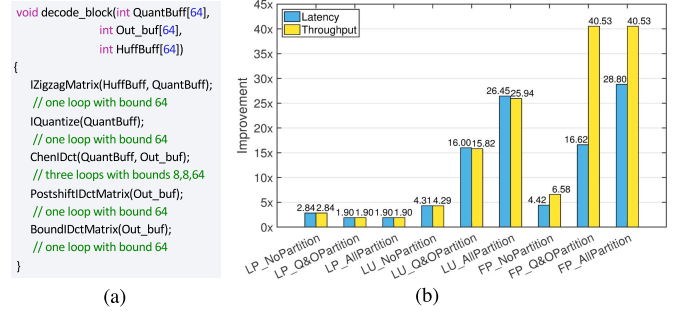 void decode_block(int QuantBuff[64],
int Out_buf[64],
int HuffBuff[64])
{
IZigzagMatrix(HuffBuff, QuantBuff);
// one loop with bound 64
IQuantize(QuantBuff);
// one loop with bound 64
ChenIDct(QuantBuff, Out_buf);
// three loops with bounds 8,8,64
PostshiftIDctMatrix(Out_buf);
// one loop with bound 64
BoundIDctMatrix(Out_buf);
// one loop with bound 64
}
(a)
Latency
Throughput
Improvement
45x
40x
35x
30x
25x
20x
15x
10x
5x
0x
2.84 2.84
1.90 1.90
1.90 1.90
4.31 4.29
16.00 15.82
26.45 25.94
4.42 6.58
16.62 40.53
28.80 40.53
LP_NoPartition
LP_Q&OPartition
LP_AllPartition
LU_NoPartition
LU_Q&OPartition
LU_AllPartition
FP_NoPartition
FP_Q&OPartition
FP_AllPartition
(b)